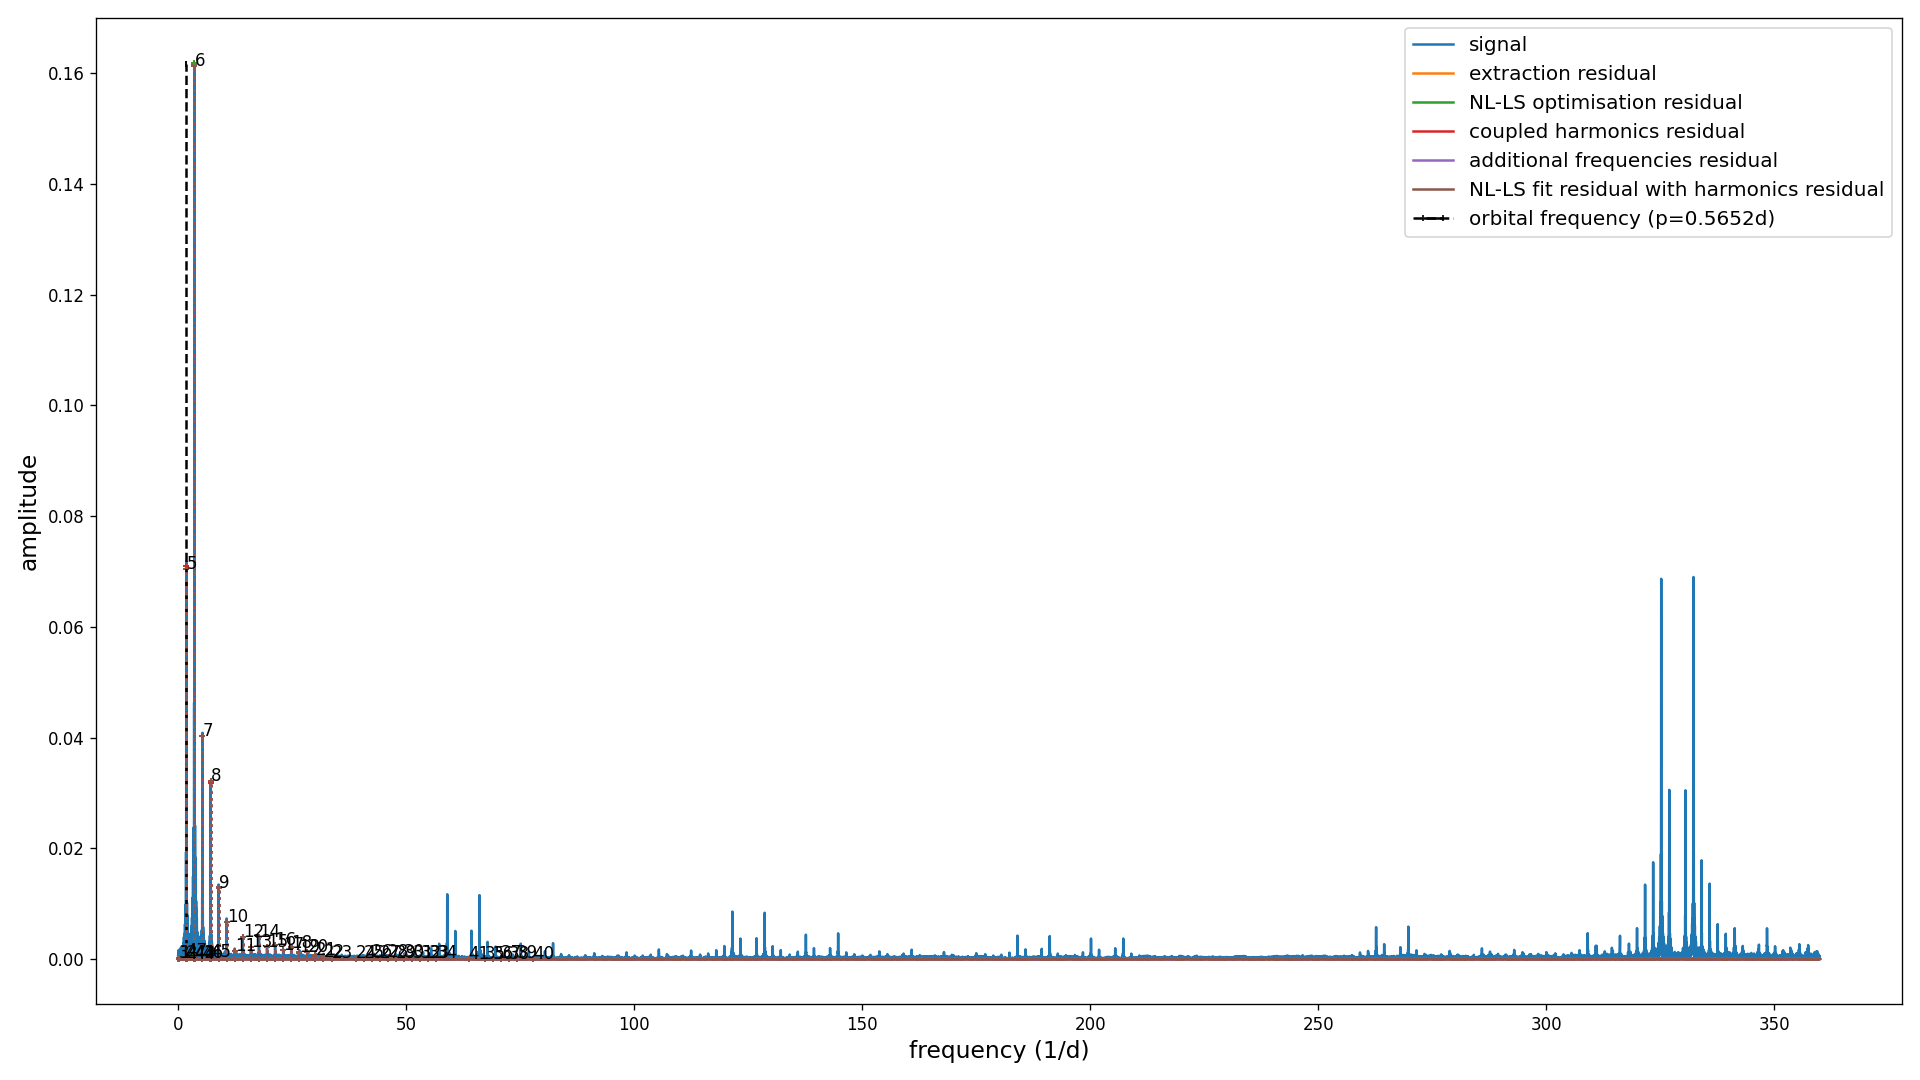 signal
extraction residual
NL-LS optimisation residual
coupled harmonics residual
additional frequencies residual
NL-LS fit residual with harmonics residual
orbital frequency (p=0.5652d)
amplitude
0.16
0.14
0.12
0.10
0.08
0.06
0.04
0.02
0.00
6
5
7
8
9
10
12
14
40
0 50 100 150 200 250 300 350
frequency (1/d)